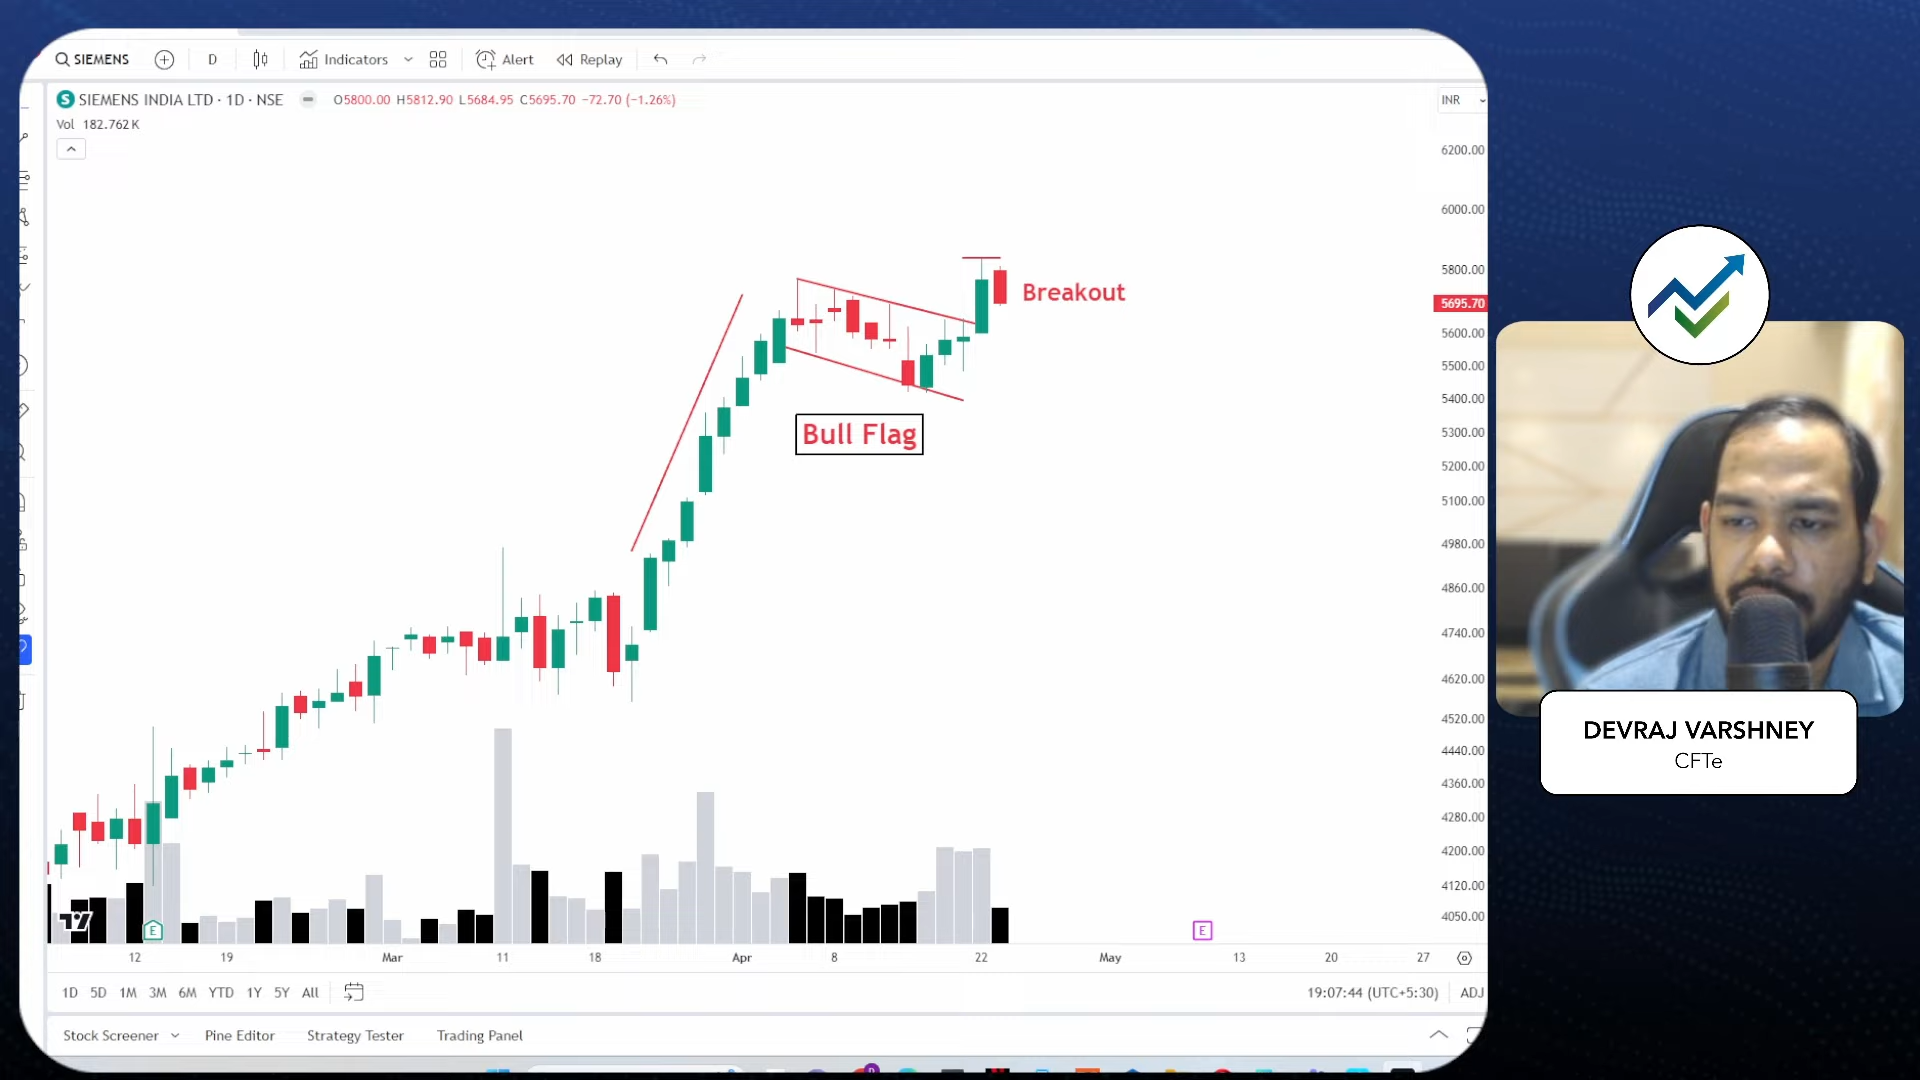 SIEMENS
D
Indicators
Alert
Replay
S SIEMENS INDIA LTD · 1D · NSE O5800.00 H5812.90 L5684.95 C5695.70 −72.70 (−1.26%)
INR
Vol 182.762K
6200.00
6000.00
5800.00
Breakout
5695.70
5600.00
5500.00
5400.00
Bull Flag
5300.00
5200.00
5100.00
4980.00
4860.00
4740.00
4620.00
4520.00
4440.00
4360.00
4280.00
4200.00
4120.00
4050.00
E
E
12 19 Mar 11 18 Apr 8 22 May 13 20 27
1D 5D 1M 3M 6M YTD 1Y 5Y All
19:07:44 (UTC+5:30) ADJ
Stock Screener Pine Editor Strategy Tester Trading Panel
DEVRAJ VARSHNEY
CFTe